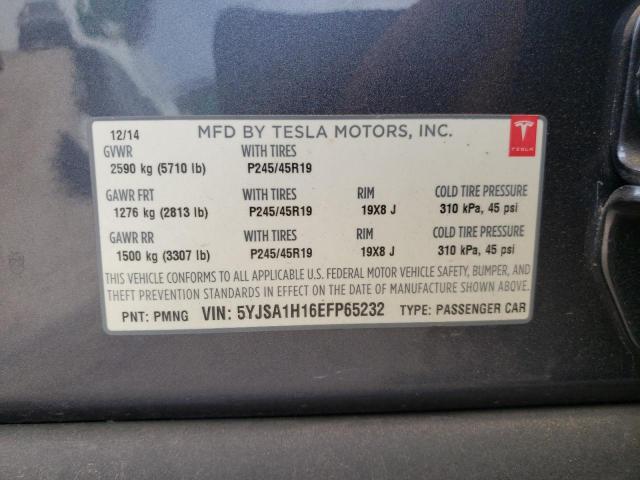 12/14 MFD BY TESLA MOTORS, INC.
TESLA
GVWR WITH TIRES
2590 kg (5710 lb) P245/45R19
GAWR FRT WITH TIRES RIM COLD TIRE PRESSURE
1276 kg (2813 lb) P245/45R19 19X8 J 310 kPa, 45 psi
GAWR RR WITH TIRES RIM COLD TIRE PRESSURE
1500 kg (3307 lb) P245/45R19 19X8 J 310 kPa, 45 psi
THIS VEHICLE CONFORMS TO ALL APPLICABLE U.S. FEDERAL MOTOR VEHICLE SAFETY, BUMPER, AND
THEFT PREVENTION STANDARDS IN EFFECT ON THE DATE OF MANUFACTURE SHOWN ABOVE.
PNT: PMNG VIN: 5YJSA1H16EFP65232 TYPE: PASSENGER CAR